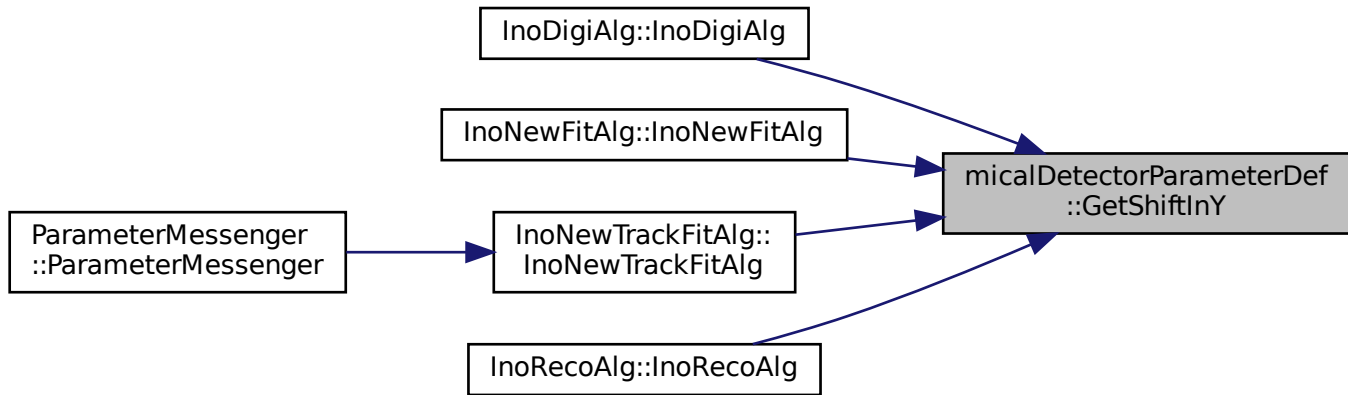 InoDigiAlg::InoDigiAlg
InoNewFitAlg::InoNewFitAlg
micalDetectorParameterDef
::GetShiftInY
ParameterMessenger
::ParameterMessenger
InoNewTrackFitAlg::
InoNewTrackFitAlg
InoRecoAlg::InoRecoAlg